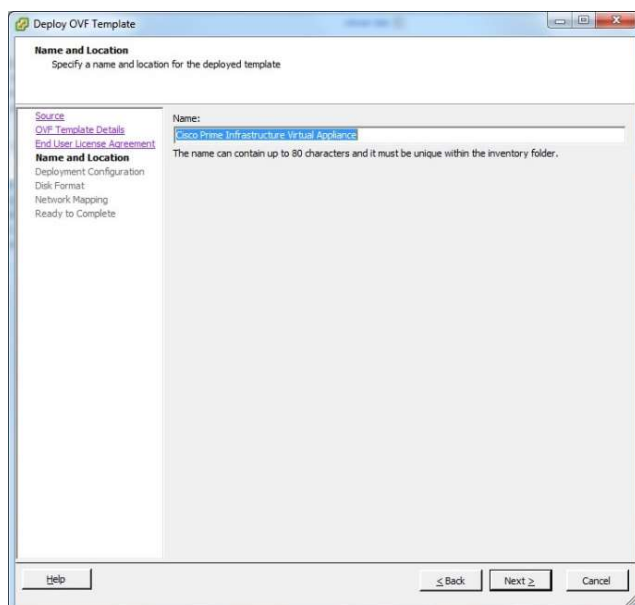 Deploy OVF Template
Name and Location
Specify a name and location for the deployed template
Source
OVF Template Details
End User License Agreement
Name and Location
Deployment Configuration
Disk Format
Network Mapping
Ready to Complete
Name:
Cisco Prime Infrastructure Virtual Appliance
The name can contain up to 80 characters and it must be unique within the inventory folder.
Help
< Back
Next >
Cancel